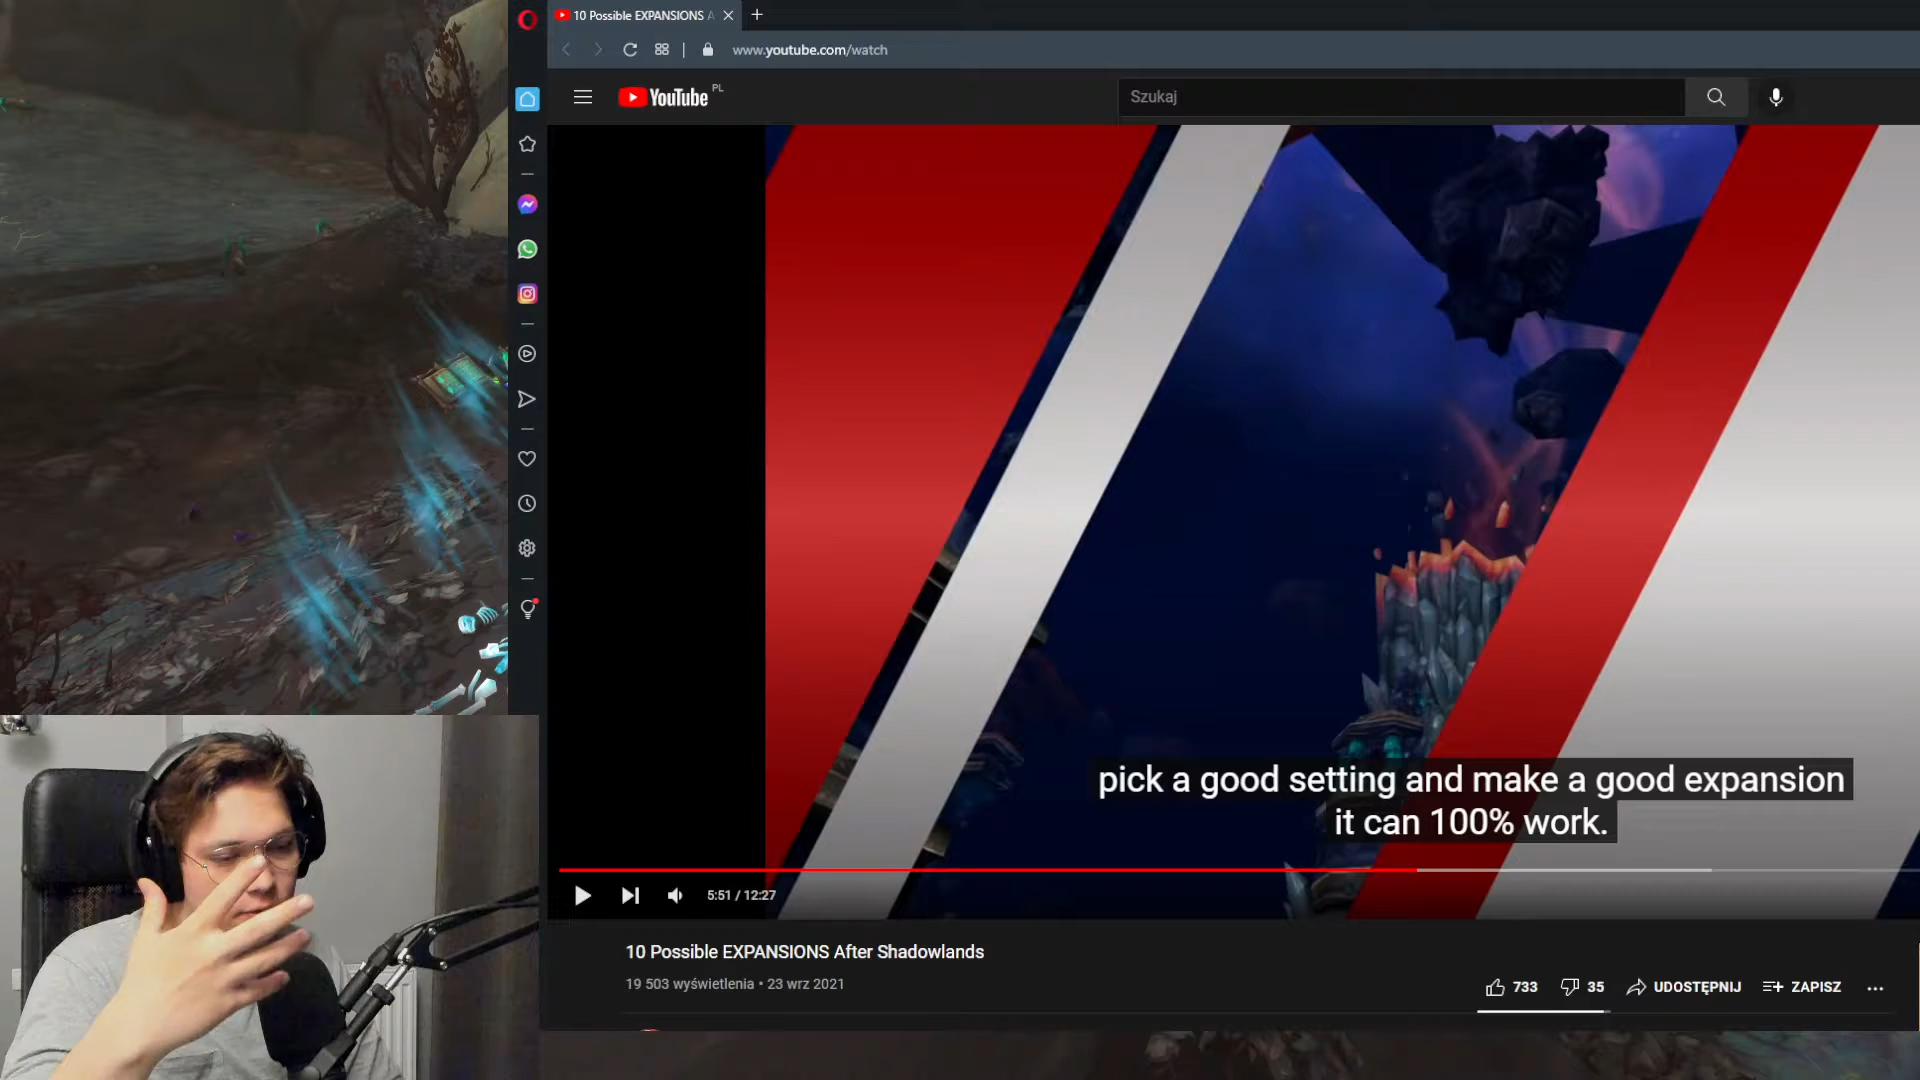 10 Possible EXPANSIONS A
www.youtube.com/watch
YouTube PL
Szukaj
pick a good setting and make a good expansion
it can 100% work.
5:51 / 12:27
10 Possible EXPANSIONS After Shadowlands
19 503 wyświetlenia • 23 wrz 2021
733 35 UDOSTĘPNIJ ZAPISZ